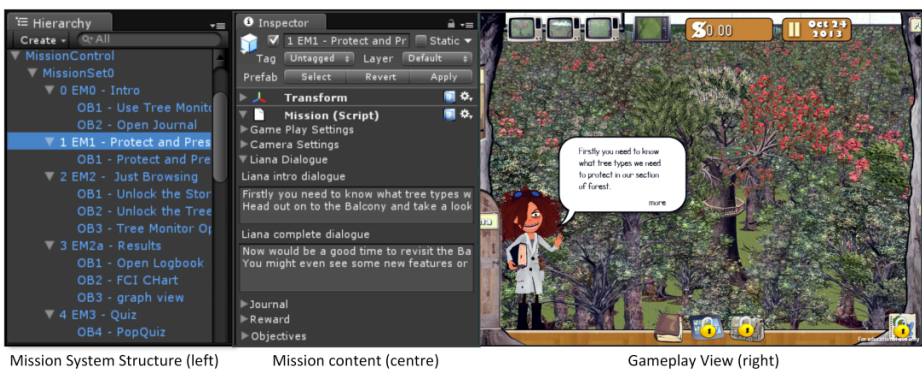 Hierarchy
Create
All
MissionControl
MissionSet0
0 EM0 - Intro
OB1 - Use Tree Monito
OB2 - Open Journal
1 EM1 - Protect and Pres
OB1 - Protect and Pre
2 EM2 - Just Browsing
OB1 - Unlock the Stor
OB2 - Unlock the Tree
OB3 - Tree Monitor Op
3 EM2a - Results
OB1 - Open Logbook
OB2 - FCI CHart
OB3 - graph view
4 EM3 - Quiz
OB4 - PopQuiz
Inspector
1 EM1 - Protect and Pr Static
Tag Untagged Layer Default
Prefab Select Revert Apply
Transform
Mission (Script)
Game Play Settings
Camera Settings
Liana Dialogue
Liana intro dialogue
Firstly you need to know what tree types w
Head out on to the Balcony and take a look
Liana complete dialogue
Now would be a good time to revisit the Ba
You might even see some new features or
Journal
Reward
Objectives
$0.00
Oct 24
2013
Firstly you need to know
what tree types we need
to protect in our section
of forest.
more
For educational use only
Mission System Structure (left)
Mission content (centre)
Gameplay View (right)